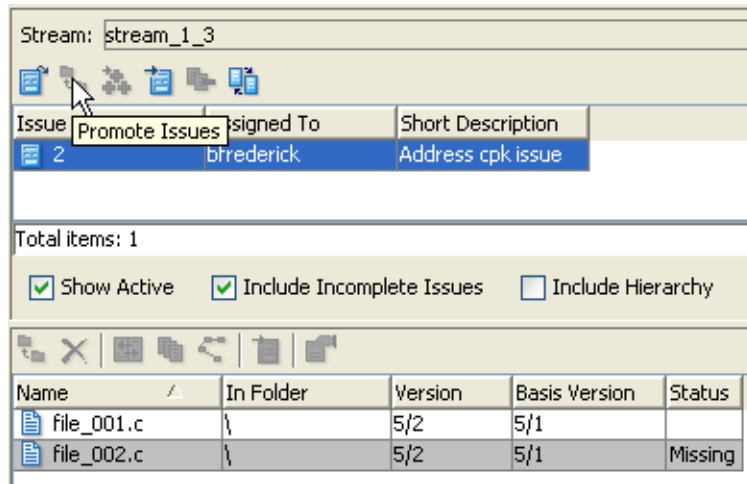 Stream: stream_1_3
Issue Assigned To Short Description
Promote Issues
2 bfrederick Address cpk issue
Total items: 1
Show Active Include Incomplete Issues Include Hierarchy
Name In Folder Version Basis Version Status
file_001.c \ 5/2 5/1
file_002.c \ 5/2 5/1 Missing